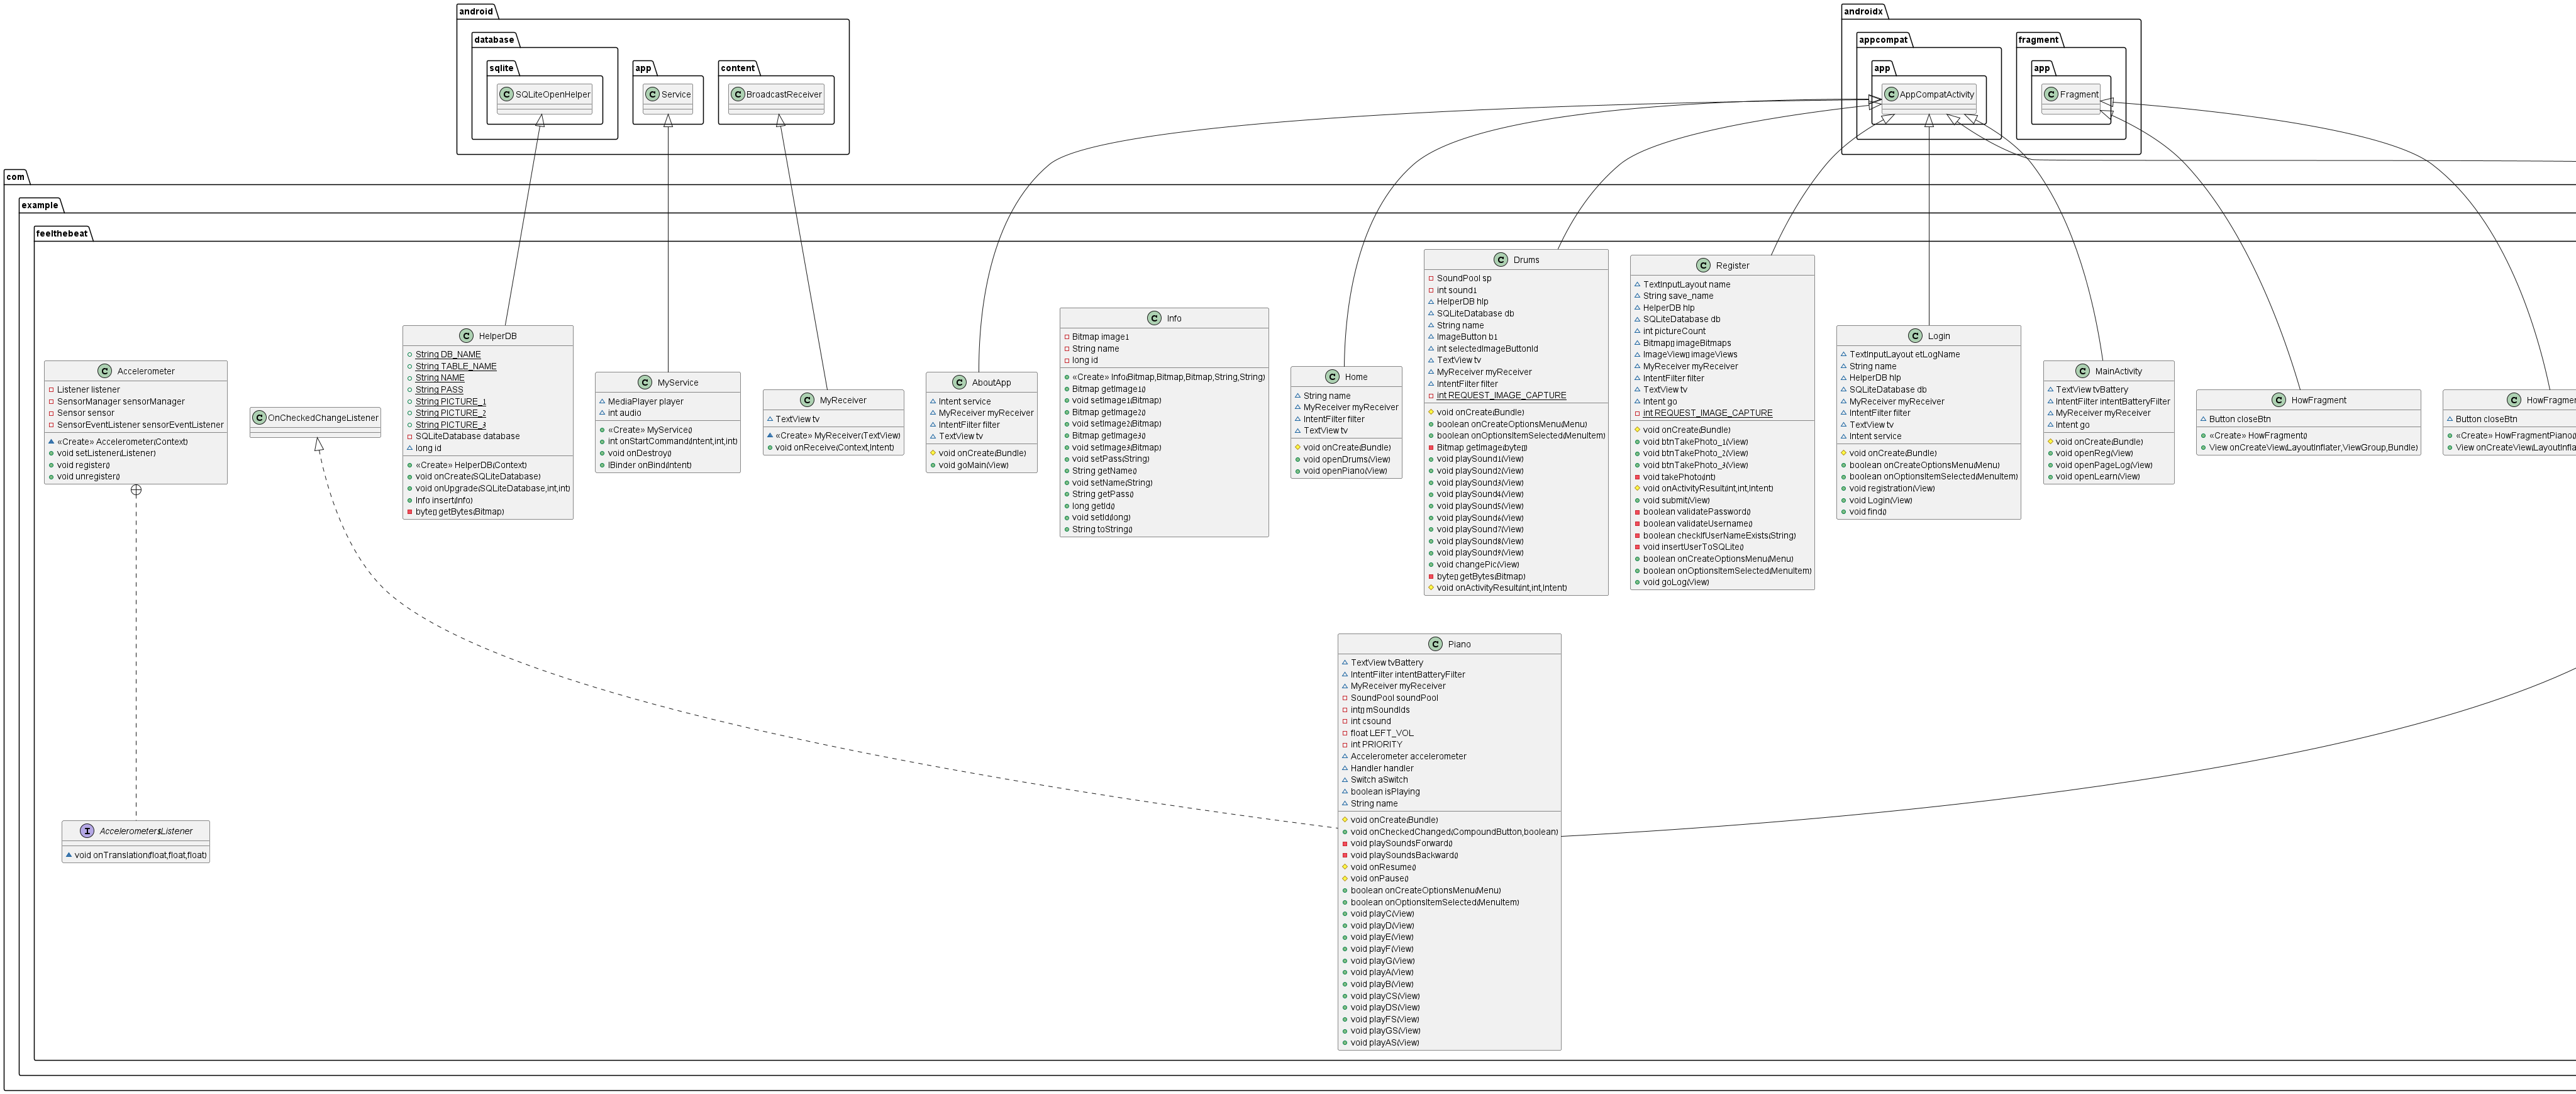 android
database
sqlite
SQLiteOpenHelper
app
Service
content
BroadcastReceiver
androidx
appcompat
app
AppCompatActivity
fragment
app
Fragment
com
example
feelthebeat
Accelerometer
Listener listener
SensorManager sensorManager
Sensor sensor
SensorEventListener sensorEventListener
«Create» Accelerometer(Context)
void setListener(Listener)
void register()
void unregister()
OnCheckedChangeListener
HelperDB
String DB_NAME
String TABLE_NAME
String NAME
String PASS
String PICTURE_1
String PICTURE_2
String PICTURE_3
SQLiteDatabase database
long id
«Create» HelperDB(Context)
void onCreate(SQLiteDatabase)
void onUpgrade(SQLiteDatabase,int,int)
Info insert(Info)
byte[] getBytes(Bitmap)
MyService
MediaPlayer player
int audio
«Create» MyService()
int onStartCommand(Intent,int,int)
void onDestroy()
IBinder onBind(Intent)
MyReceiver
TextView tv
«Create» MyReceiver(TextView)
void onReceive(Context,Intent)
AboutApp
Intent service
MyReceiver myReceiver
IntentFilter filter
TextView tv
void onCreate(Bundle)
void goMain(View)
Info
Bitmap image1
String name
long id
«Create» Info(Bitmap,Bitmap,Bitmap,String,String)
Bitmap getImage1()
void setImage1(Bitmap)
Bitmap getImage2()
void setImage2(Bitmap)
Bitmap getImage3()
void setImage3(Bitmap)
void setPass(String)
String getName()
void setName(String)
String getPass()
long getId()
void setId(long)
String toString()
Home
String name
MyReceiver myReceiver
IntentFilter filter
TextView tv
void onCreate(Bundle)
void openDrums(View)
void openPiano(View)
Drums
SoundPool sp
int sound1
HelperDB hlp
SQLiteDatabase db
String name
ImageButton b1
int selectedImageButtonId
TextView tv
MyReceiver myReceiver
IntentFilter filter
int REQUEST_IMAGE_CAPTURE
void onCreate(Bundle)
boolean onCreateOptionsMenu(Menu)
boolean onOptionsItemSelected(MenuItem)
Bitmap getImage(byte[])
void playSound1(View)
void playSound2(View)
void playSound3(View)
void playSound4(View)
void playSound5(View)
void playSound6(View)
void playSound7(View)
void playSound8(View)
void playSound9(View)
void changePic(View)
byte[] getBytes(Bitmap)
void onActivityResult(int,int,Intent)
Register
TextInputLayout name
String save_name
HelperDB hlp
SQLiteDatabase db
int pictureCount
Bitmap[] imageBitmaps
ImageView[] imageViews
MyReceiver myReceiver
IntentFilter filter
TextView tv
Intent go
int REQUEST_IMAGE_CAPTURE
void onCreate(Bundle)
void btnTakePhoto_1(View)
void btnTakePhoto_2(View)
void btnTakePhoto_3(View)
void takePhoto(int)
void onActivityResult(int,int,Intent)
void submit(View)
boolean validatePassword()
boolean validateUsername()
boolean checkIfUserNameExists(String)
void insertUserToSQLite()
boolean onCreateOptionsMenu(Menu)
boolean onOptionsItemSelected(MenuItem)
void goLog(View)
Login
TextInputLayout etLogName
String name
HelperDB hlp
SQLiteDatabase db
MyReceiver myReceiver
IntentFilter filter
TextView tv
Intent service
void onCreate(Bundle)
boolean onCreateOptionsMenu(Menu)
boolean onOptionsItemSelected(MenuItem)
void registration(View)
void Login(View)
void find()
MainActivity
TextView tvBattery
IntentFilter intentBatteryFilter
MyReceiver myReceiver
Intent go
void onCreate(Bundle)
void openReg(View)
void openPageLog(View)
void openLearn(View)
HowFragment
Button closeBtn
«Create» HowFragment()
View onCreateView(LayoutInflater,ViewGroup,Bundle)
HowFragmen
Button closeBtn
«Create» HowFragmentPiano()
View onCreateView(LayoutInfla
Accelerometer$Listener
void onTranslation(float,float,float)
Piano
TextView tvBattery
IntentFilter intentBatteryFilter
MyReceiver myReceiver
SoundPool soundPool
int[] mSoundIds
int csound
float LEFT_VOL
int PRIORITY
Accelerometer accelerometer
Handler handler
Switch aSwitch
boolean isPlaying
String name
void onCreate(Bundle)
void onCheckedChanged(CompoundButton,boolean)
void playSoundsForward()
void playSoundsBackward()
void onResume()
void onPause()
boolean onCreateOptionsMenu(Menu)
boolean onOptionsItemSelected(MenuItem)
void playC(View)
void playD(View)
void playE(View)
void playF(View)
void playG(View)
void playA(View)
void playB(View)
void playCS(View)
void playDS(View)
void playFS(View)
void playGS(View)
void playAS(View)